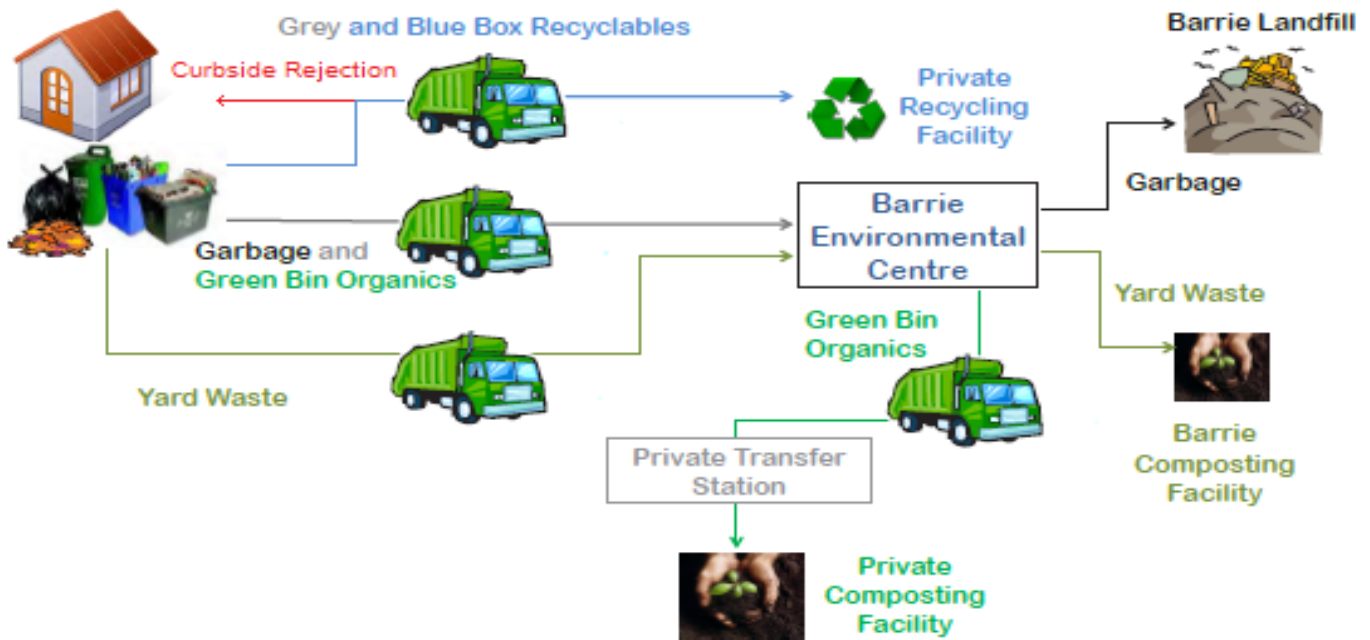 Grey and Blue Box Recyclables
Barrie Landfill
Curbside Rejection
Private
Recycling
Facility
Garbage
Barrie
Environmental
Centre
Garbage and
Green Bin Organics
Yard Waste
Green Bin
Organics
Yard Waste
Barrie
Composting
Facility
Private Transfer
Station
Private
Composting
Facility